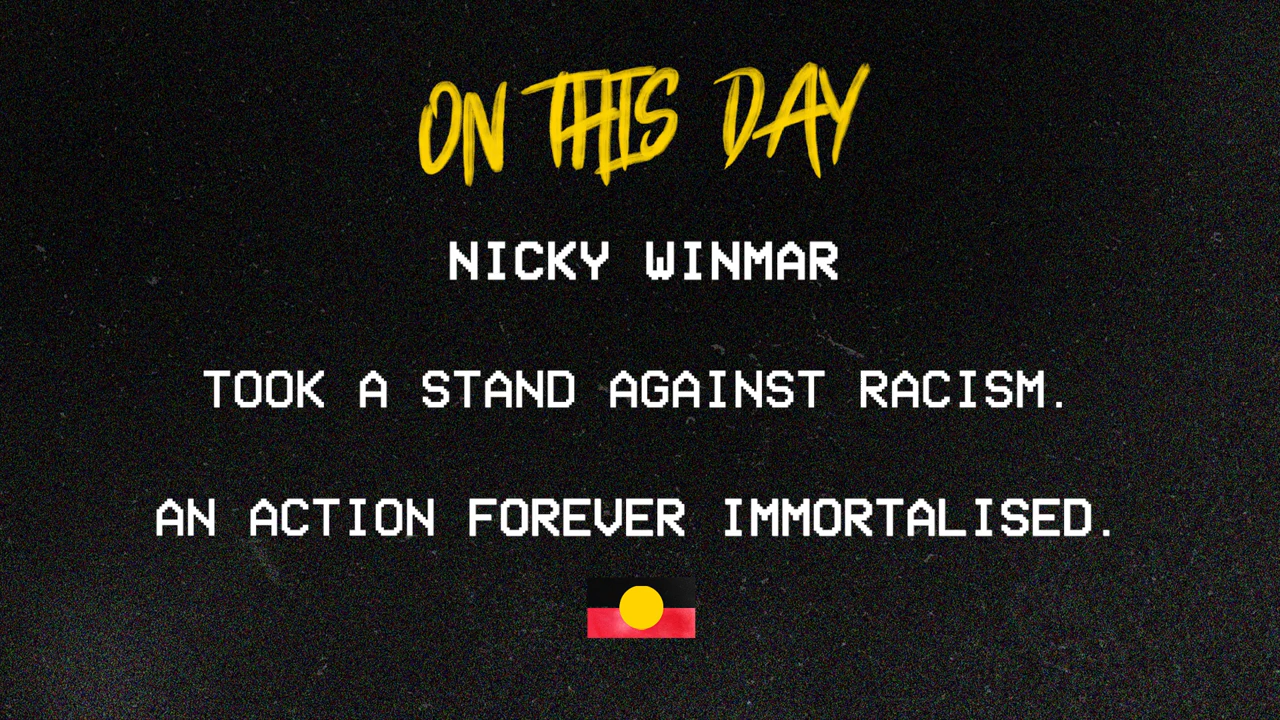 ON THIS DAY
NICKY WINMAR
TOOK A STAND AGAINST RACISM.
AN ACTION FOREVER IMMORTALISED.